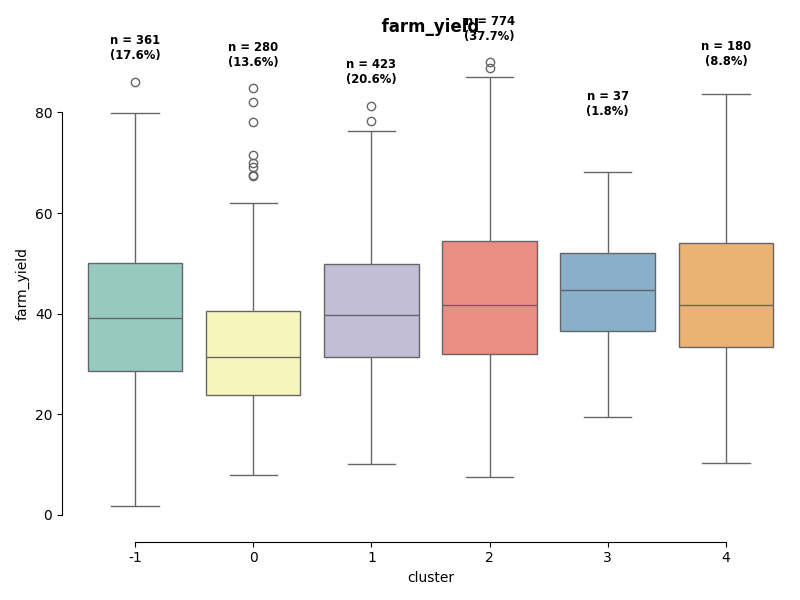 farm_yield
n = 361
(17.6%)
n = 280
(13.6%)
n = 423
(20.6%)
n = 774
(37.7%)
n = 37
(1.8%)
n = 180
(8.8%)
farm_yield
80
60
40
20
0
-1 0 1 2 3 4
cluster